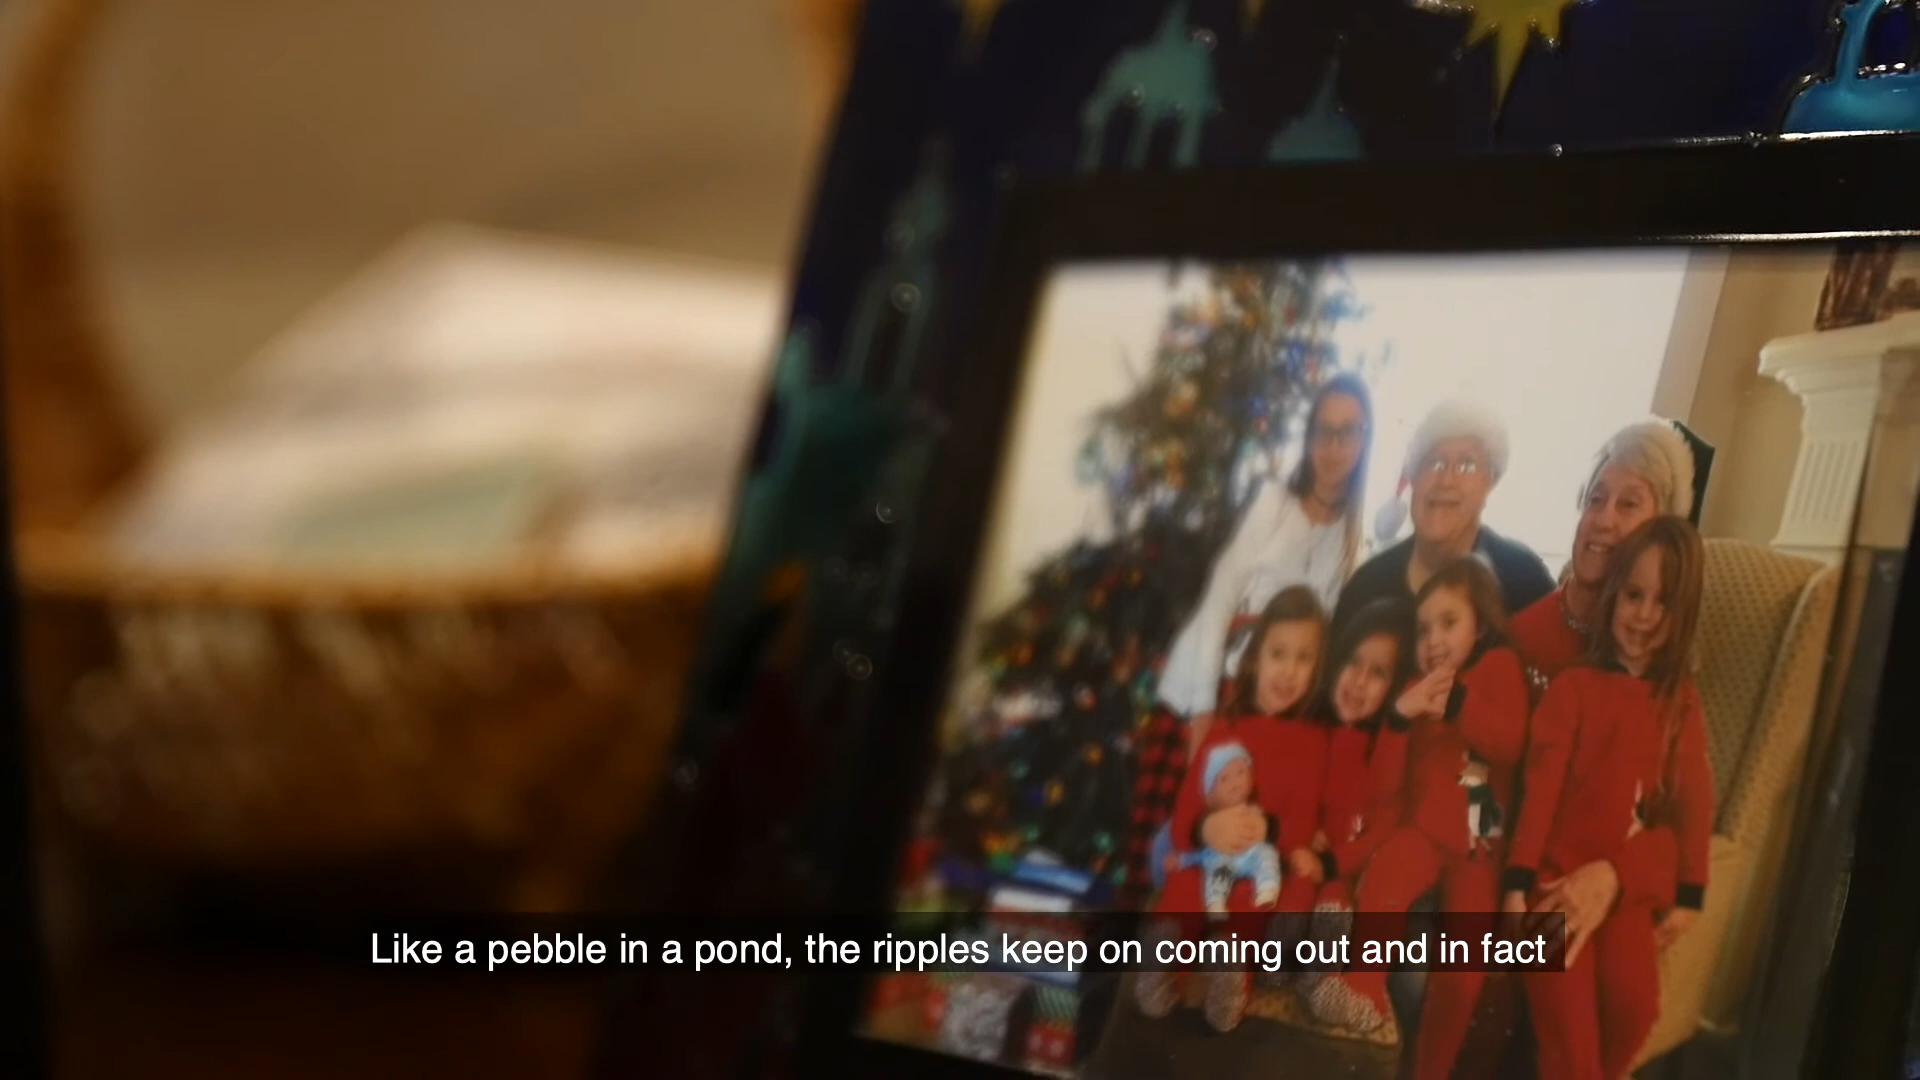 Like a pebble in a pond, the ripples keep on coming out and in fact